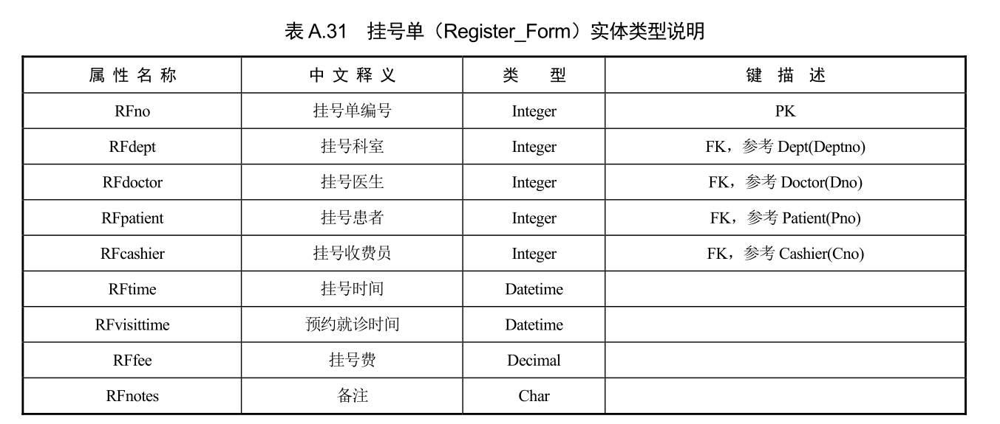 表 A.31 挂号单（Register_Form）实体类型说明
属 性 名 称 中 文 释 义 类 型 键 描 述
RFno 挂号单编号 Integer PK
RFdept 挂号科室 Integer FK，参考 Dept(Deptno)
RFdoctor 挂号医生 Integer FK，参考 Doctor(Dno)
RFpatient 挂号患者 Integer FK，参考 Patient(Pno)
RFcashier 挂号收费员 Integer FK，参考 Cashier(Cno)
RFtime 挂号时间 Datetime
RFvisittime 预约就诊时间 Datetime
RFfee 挂号费 Decimal
RFnotes 备注 Char